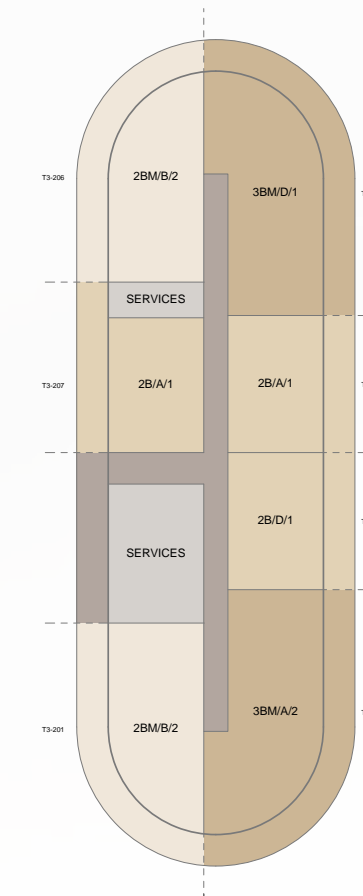 T3-206
2BM/B/2
3BM/D/1
SERVICES
T3-207
2B/A/1
2B/A/1
2B/D/1
SERVICES
T3-201
2BM/B/2
3BM/A/2